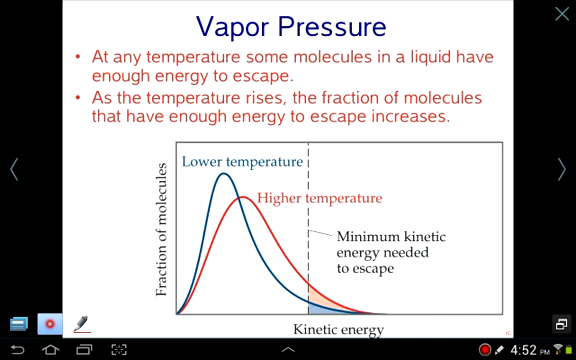 Vapor Pressure
• At any temperature some molecules in a liquid have
enough energy to escape.
• As the temperature rises, the fraction of molecules
that have enough energy to escape increases.
Lower temperature
Higher temperature
Fraction of molecules
Minimum kinetic
energy needed
to escape
Kinetic energy
4:52 PM